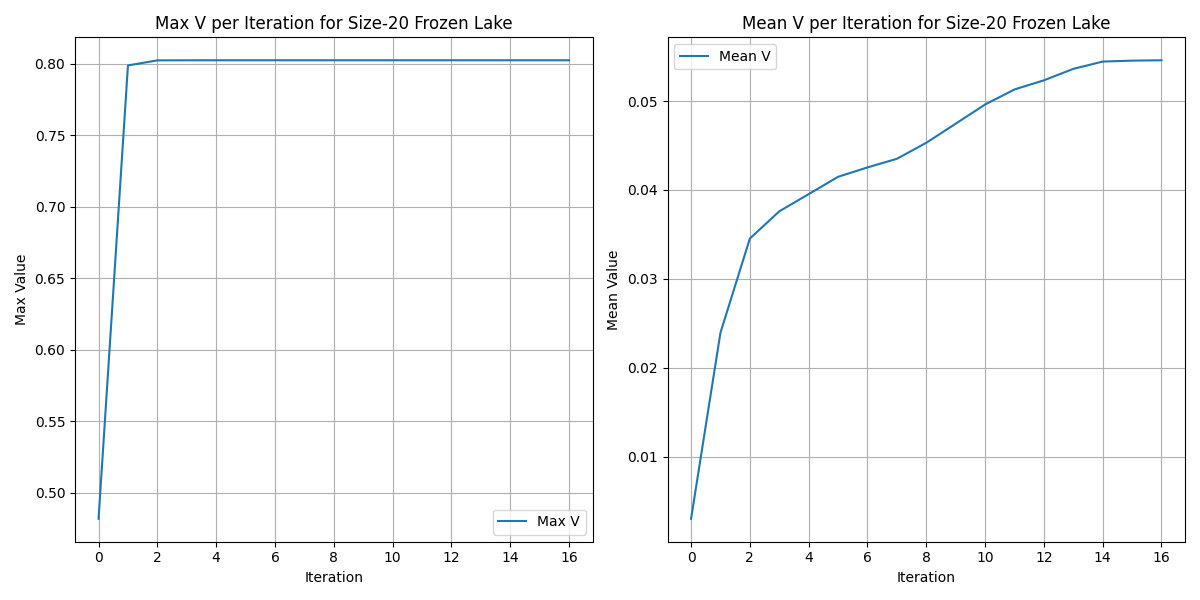 Max V per Iteration for Size-20 Frozen Lake
0.80
0.75
0.70
0.65
0.60
0.55
0.50
Max Value
Max V
0 2 4 6 8 10 12 14 16
Iteration
Mean V per Iteration for Size-20 Frozen Lake
Mean V
0.05
0.04
0.03
0.02
0.01
Mean Value
0 2 4 6 8 10 12 14 16
Iteration